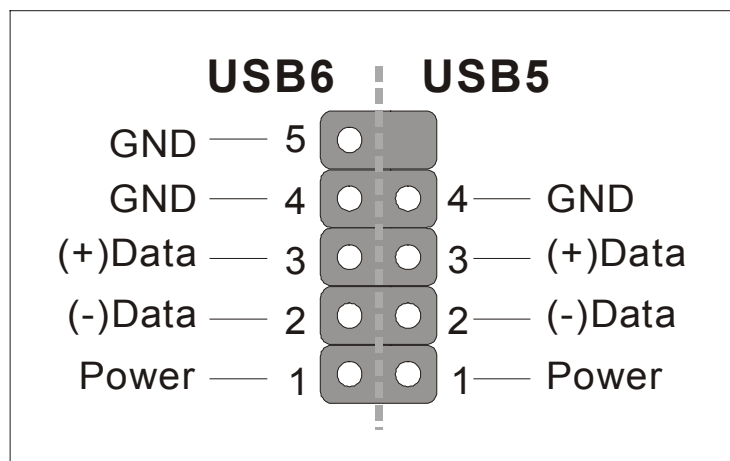 USB6 USB5
GND 5
GND 4 4 GND
(+)Data 3 3 (+)Data
(-)Data 2 2 (-)Data
Power 1 1 Power